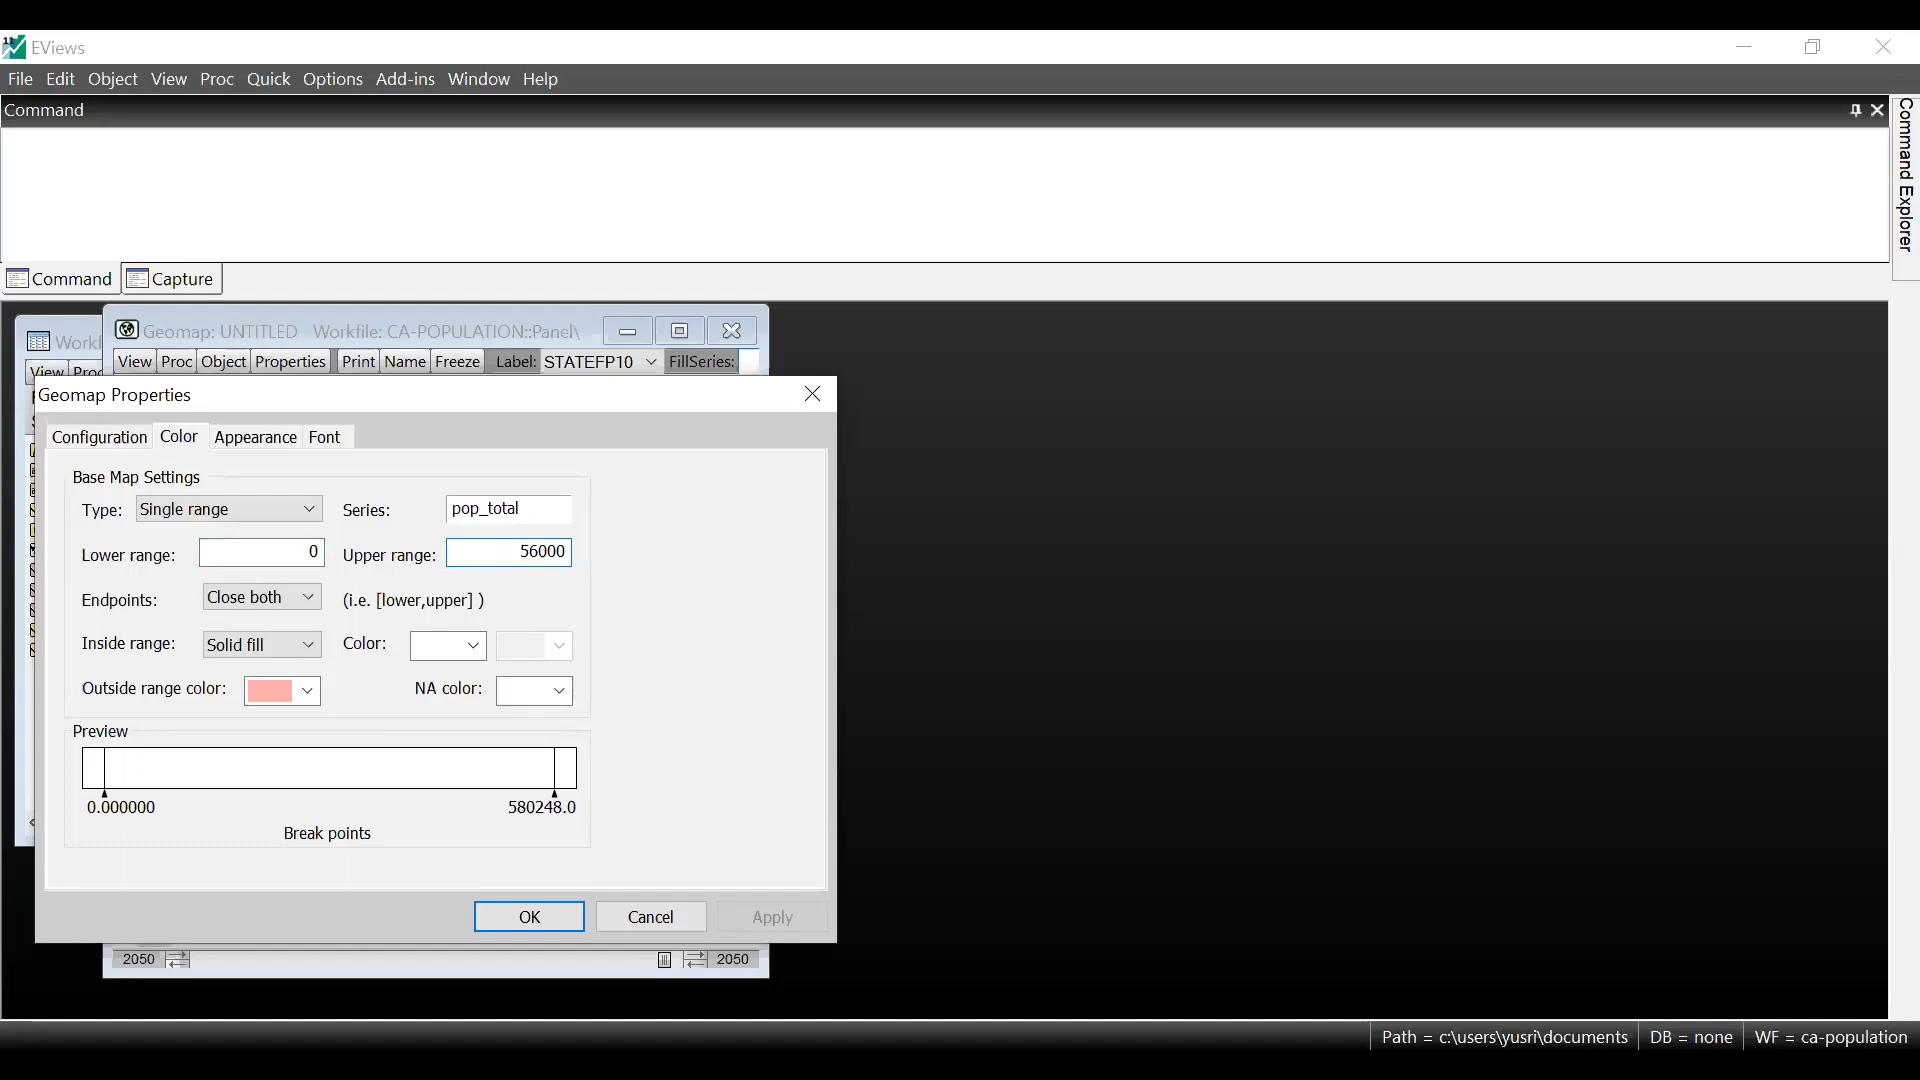 EViews
File Edit Object View Proc Quick Options Add-ins Window Help
Command
Command Explorer
Command Capture
Workf
View Proc
Geomap: UNTITLED Workfile: CA-POPULATION::Panel\
View Proc Object Properties Print Name Freeze Label: STATEFP10 FillSeries:
Geomap Properties
Configuration Color Appearance Font
Base Map Settings
Type: Single range Series: pop_total
Lower range: 0 Upper range: 56000
Endpoints: Close both (i.e. [lower,upper] )
Inside range: Solid fill Color:
Outside range color: NA color:
Preview
0.000000 580248.0
Break points
OK Cancel Apply
2050 2050
Path = c:\users\yusri\documents DB = none WF = ca-population